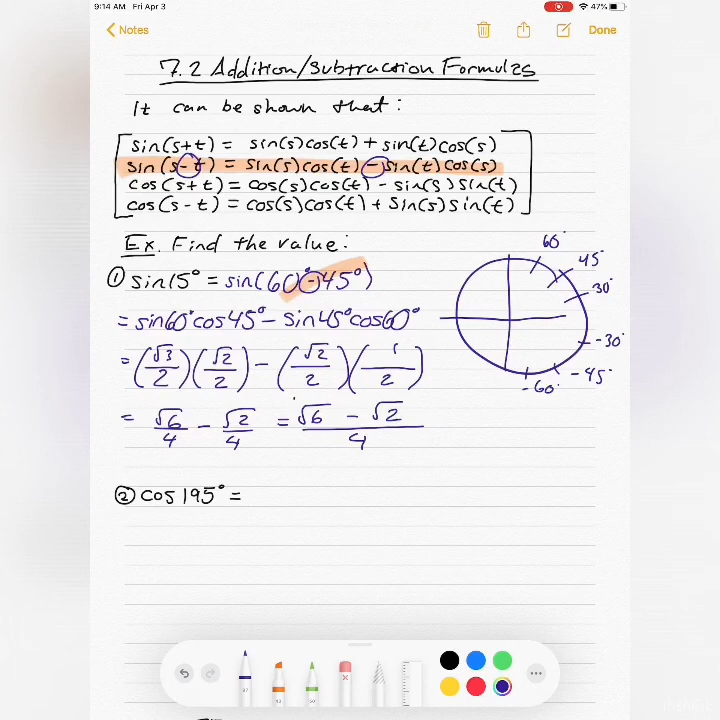 9:14 AM Fri Apr 3
47%
Notes
Done
7.2 Addition/Subtraction Formulas
It can be shown that:
sin(s+t) = sin(s)cos(t) + sin(t)cos(s)
sin(s-t) = sin(s)cos(t) - sin(t)cos(s)
cos(s+t) = cos(s)cos(t) - sin(s)sin(t)
cos(s-t) = cos(s)cos(t) + sin(s)sin(t)
Ex. Find the value:
① sin15° = sin(60°-45°)
= sin60°cos45° - sin45°cos60°
= (√3/2)(√2/2) - (√2/2)(1/2)
= √6/4 - √2/4 = (√6 - √2)/4
60°
45°
30°
-30°
-45°
-60°
② cos195° =